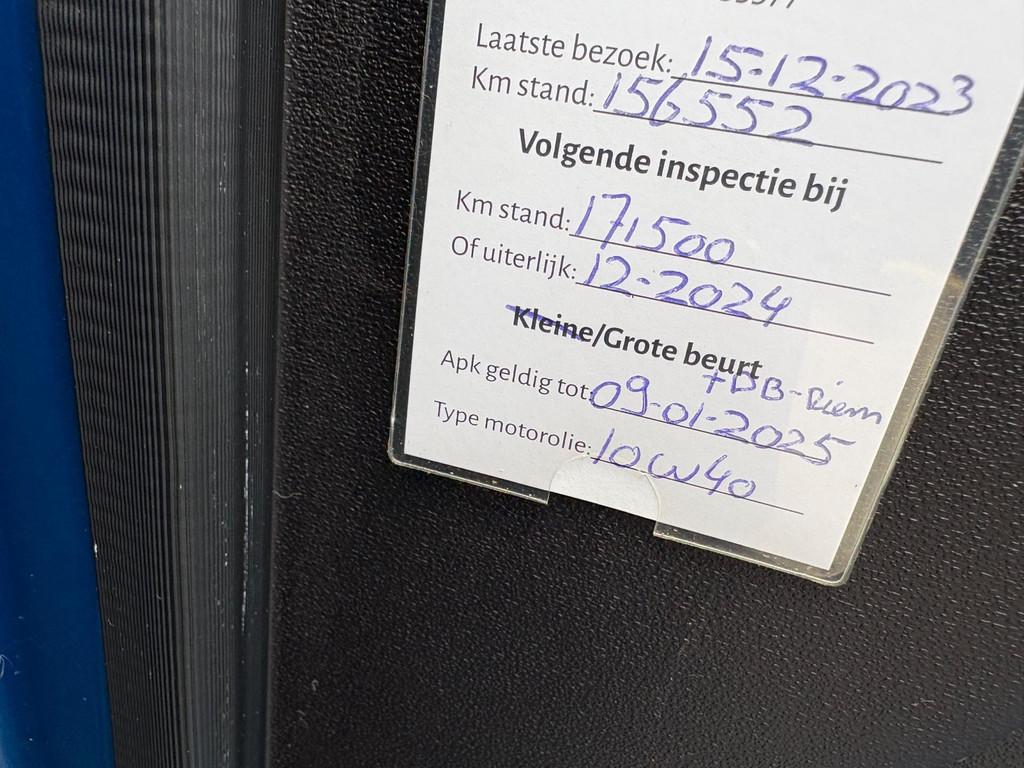 Laatste bezoek: 15-12-2023
Km stand: 156552
Volgende inspectie bij
Km stand: 171500
Of uiterlijk: 12-2024
Kleine/Grote beurt
+DB-Riem
Apk geldig tot: 09-01-2025
Type motorolie: 10W40